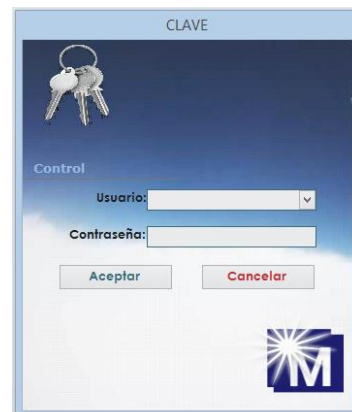 CLAVE
Control
Usuario:
Contraseña:
Aceptar Cancelar
M